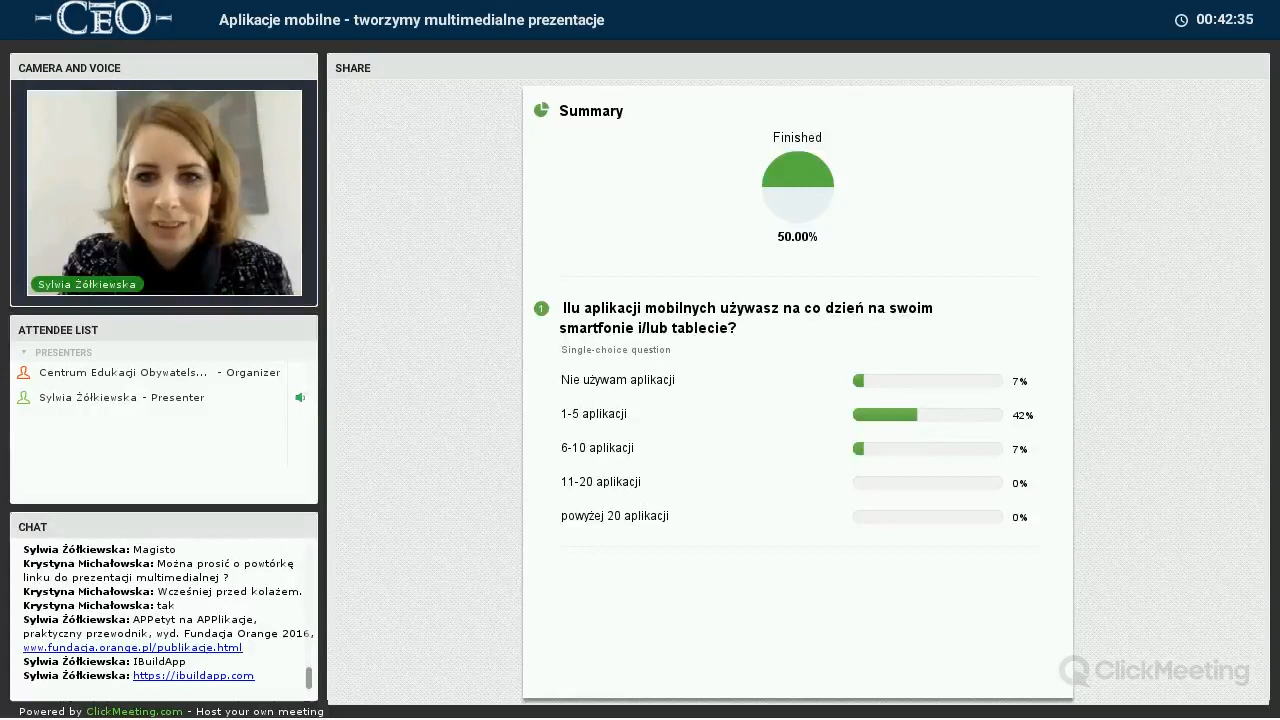 CEO
Aplikacje mobilne - tworzymy multimedialne prezentacje
00:42:35
CAMERA AND VOICE
Sylwia Żółkiewska
ATTENDEE LIST
PRESENTERS
Centrum Edukacji Obywatels... - Organizer
Sylwia Żółkiewska - Presenter
CHAT
Sylwia Żółkiewska: Magisto
Krystyna Michałowska: Można prosić o powtórkę
linku do prezentacji multimedialnej ?
Krystyna Michałowska: Wcześniej przed kolażem.
Krystyna Michałowska: tak
Sylwia Żółkiewska: APPetyt na APPlikacje,
praktyczny przewodnik, wyd. Fundacja Orange 2016,
www.fundacja.orange.pl/publikacje.html
Sylwia Żółkiewska: IBuildApp
Sylwia Żółkiewska: https://ibuildapp.com
Powered by ClickMeeting.com - Host your own meeting
SHARE
Summary
Finished
50.00%
1 Ilu aplikacji mobilnych używasz na co dzień na swoim
smartfonie i/lub tablecie?
Single-choice question
Nie używam aplikacji 7%
1-5 aplikacji 42%
6-10 aplikacji 7%
11-20 aplikacji 0%
powyżej 20 aplikacji 0%
ClickMeeting